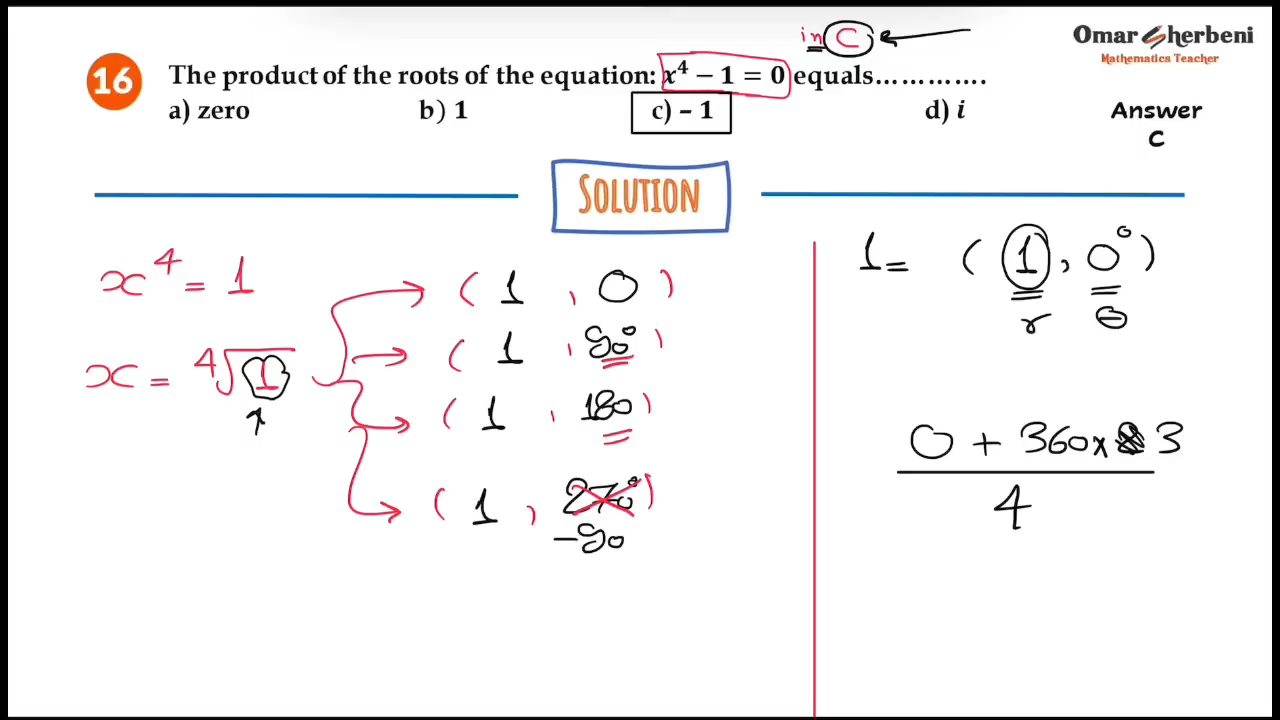 in C
Omar Sherbeni
Mathematics Teacher
16 The product of the roots of the equation: x⁴ − 1 = 0 equals………….
a) zero b) 1 c) – 1 d) i
Answer
C
SOLUTION
x⁴ = 1
x = ⁴√1
( 1 , 0 )
( 1 , 90° )
( 1 , 180 )
( 1 , 270° )
−90
1 = ( 1 , 0° )
r θ
0 + 360 × 3
4